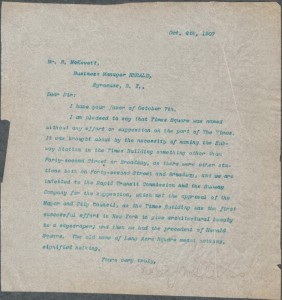 Oct. 9th, 1907
Mr. H. 
Business Manager HERALD,
Syracuse, N. Y.,
Dear Sir:
I have your favor of October 7th.
I am pleased to say that Times Square was named
without any effort or suggestion on the part of The Times.
It was brought about by the necessity of naming the Sub-
way Station in the Times Building something other than
Forty-second Street or Broadway, as there were other sta-
tions both on Forty-second Street and Broadway, and we are
indebted to the Rapid Transit Commission and the Subway
Company for the suggestion, which met the approval of the
Mayor and City Council, as the Times Building was the first
successful effort in New York to give architectural beauty
to a skyscraper; and then we had the precedent of Herald
Square. The old name of Long Acre Square meant nothing,
signified nothing.
Yours very truly,